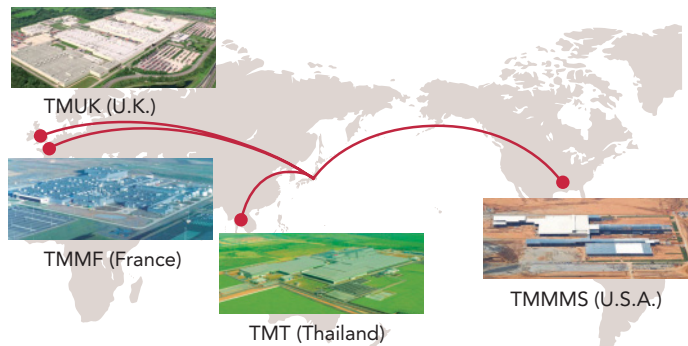 TMUK (U.K.)
TMMF (France)
TMT (Thailand)
TMMMS (U.S.A.)